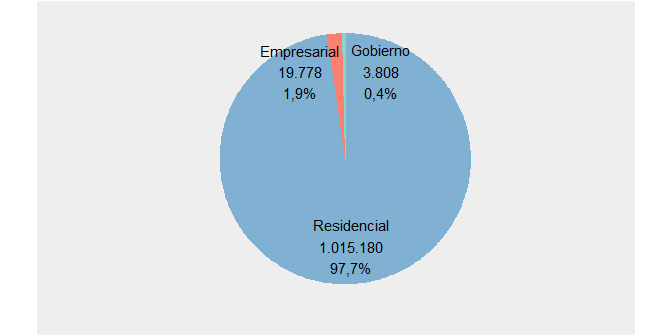 Empresarial
19.778
1,9%
Gobierno
3.808
0,4%
Residencial
1.015.180
97,7%